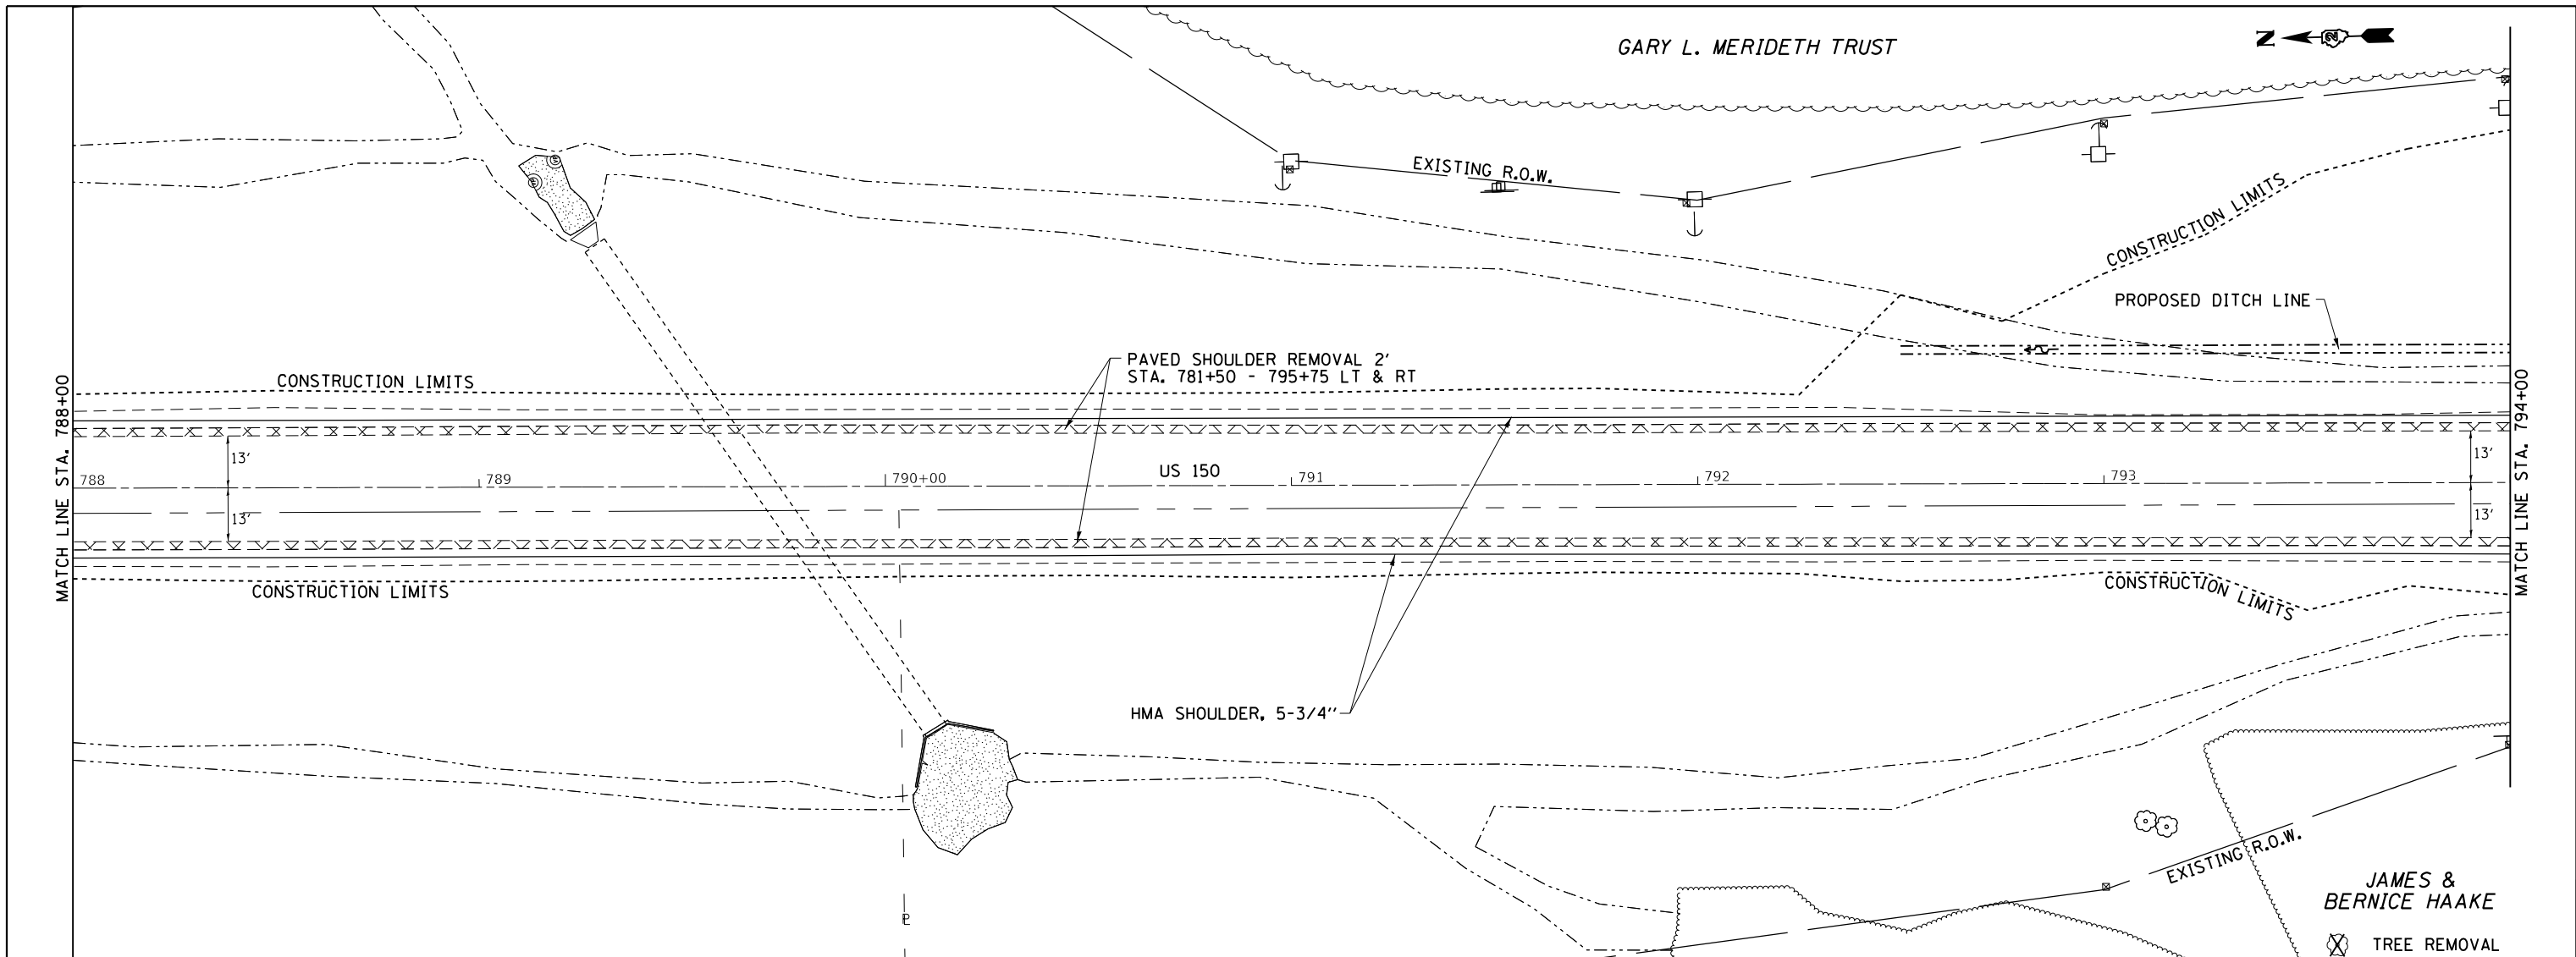 GARY L. MERIDETH TRUST
N
EXISTING R.O.W.
CONSTRUCTION LIMITS
PROPOSED DITCH LINE
PAVED SHOULDER REMOVAL 2'
STA. 781+50 - 795+75 LT & RT
CONSTRUCTION LIMITS
MATCH LINE STA. 788+00
MATCH LINE STA. 794+00
13'
13'
US 150
788
789
790+00
791
792
793
13'
13'
CONSTRUCTION LIMITS
CONSTRUCTION LIMITS
HMA SHOULDER, 5-3/4"
EXISTING R.O.W.
JAMES &
BERNICE HAAKE
TREE REMOVAL